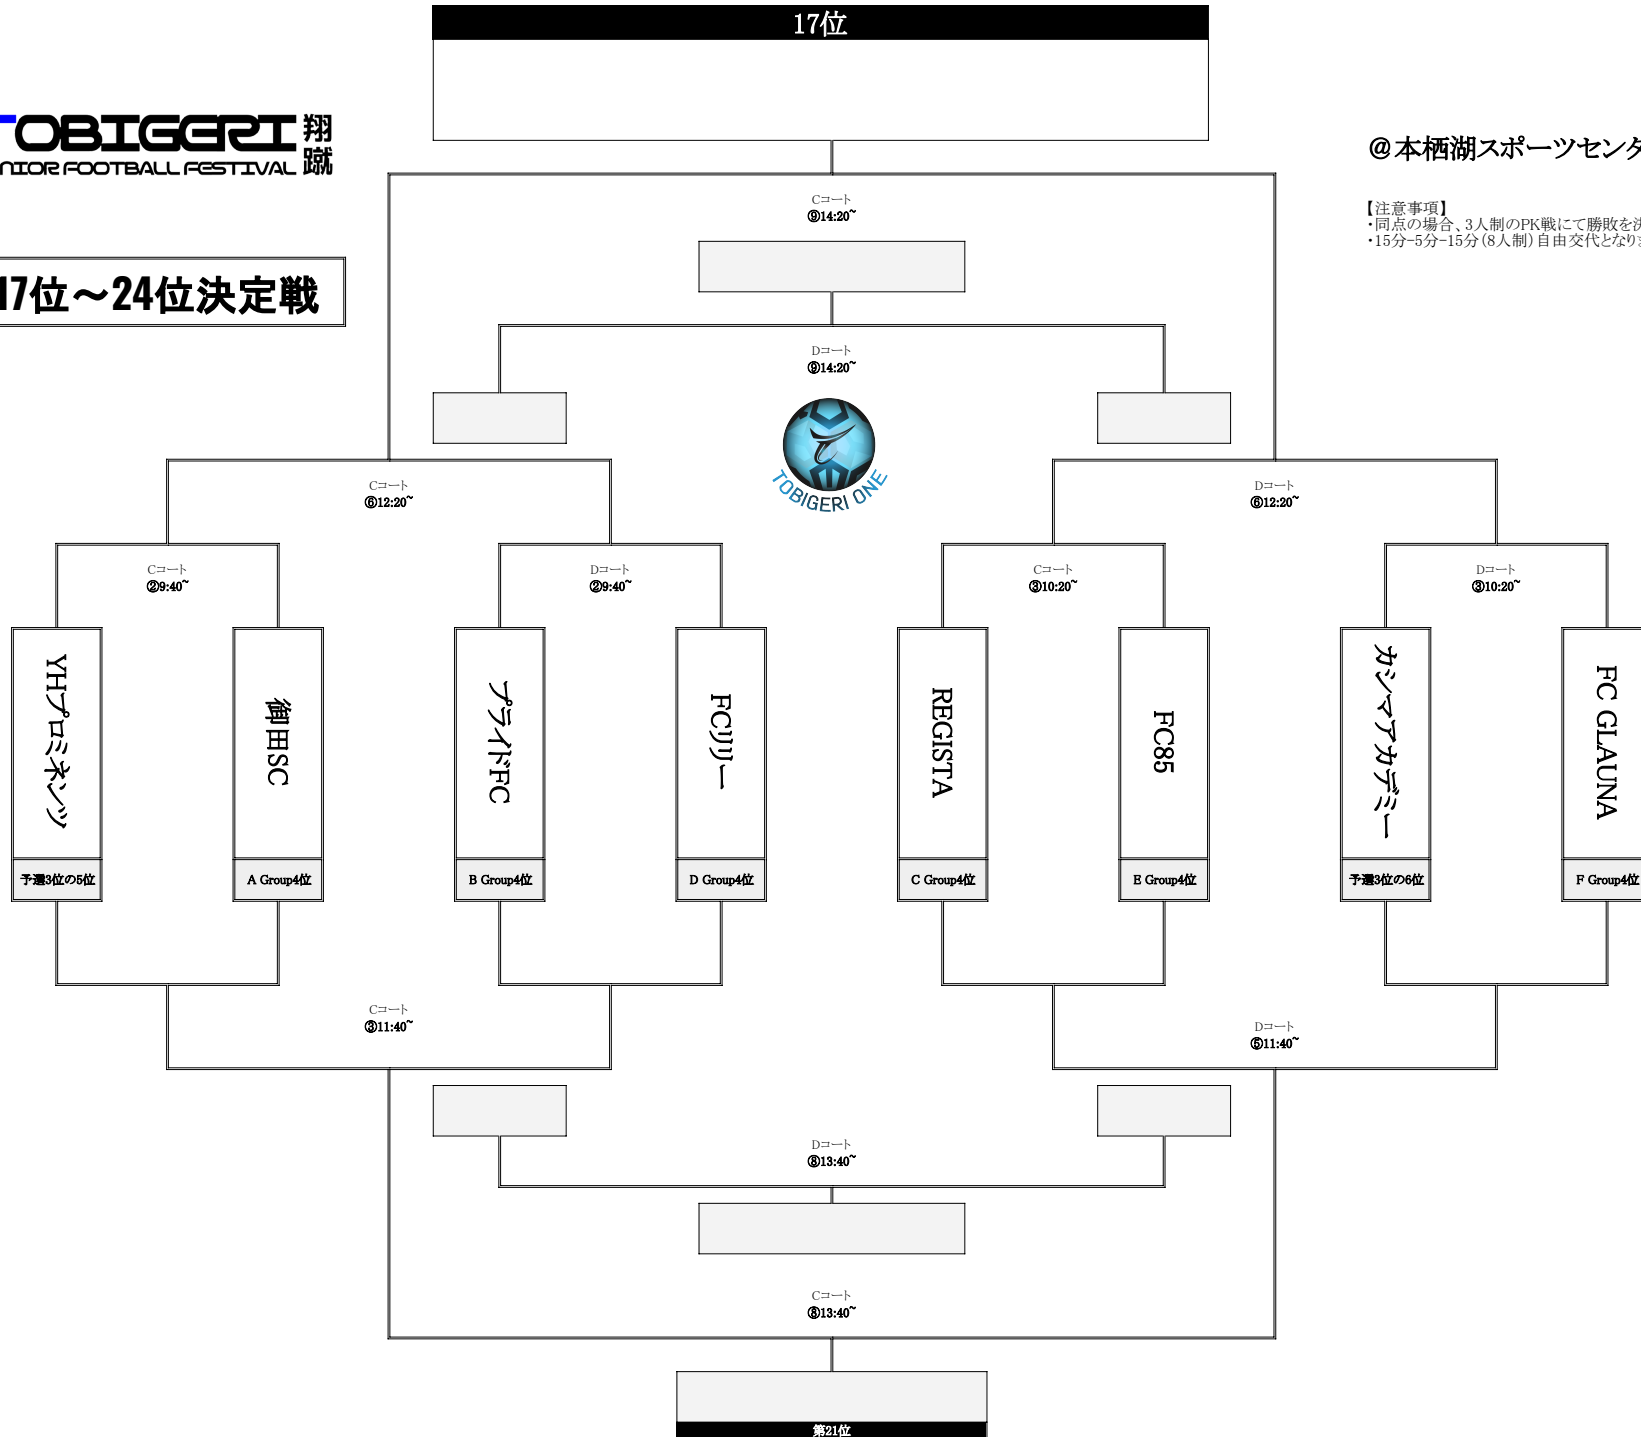 17位
TOBIGERI 翔蹴
NIOR FOOTBALL FESTIVAL
@本栖湖スポーツセンタ
【注意事項】
・同点の場合、3人制のPK戦にて勝敗を決
・15分-5分-15分(8人制)自由交代となりま
17位～24位決定戦
Cコート
⑨14:20~
Dコート
⑨14:20~
TOBIGERI ONE
Cコート
⑥12:20~
Dコート
⑥12:20~
Cコート
②9:40~
Dコート
②9:40~
Cコート
③10:20~
Dコート
③10:20~
YHプロミネンツ
御田SC
プライドFC
FCリリー
REGISTA
FC85
カシマアカデミー
FC GLAUNA
予選3位の5位
A Group4位
B Group4位
D Group4位
C Group4位
E Group4位
予選3位の6位
F Group4位
Cコート
③11:40~
Dコート
⑤11:40~
Dコート
⑧13:40~
Cコート
⑧13:40~
第21位